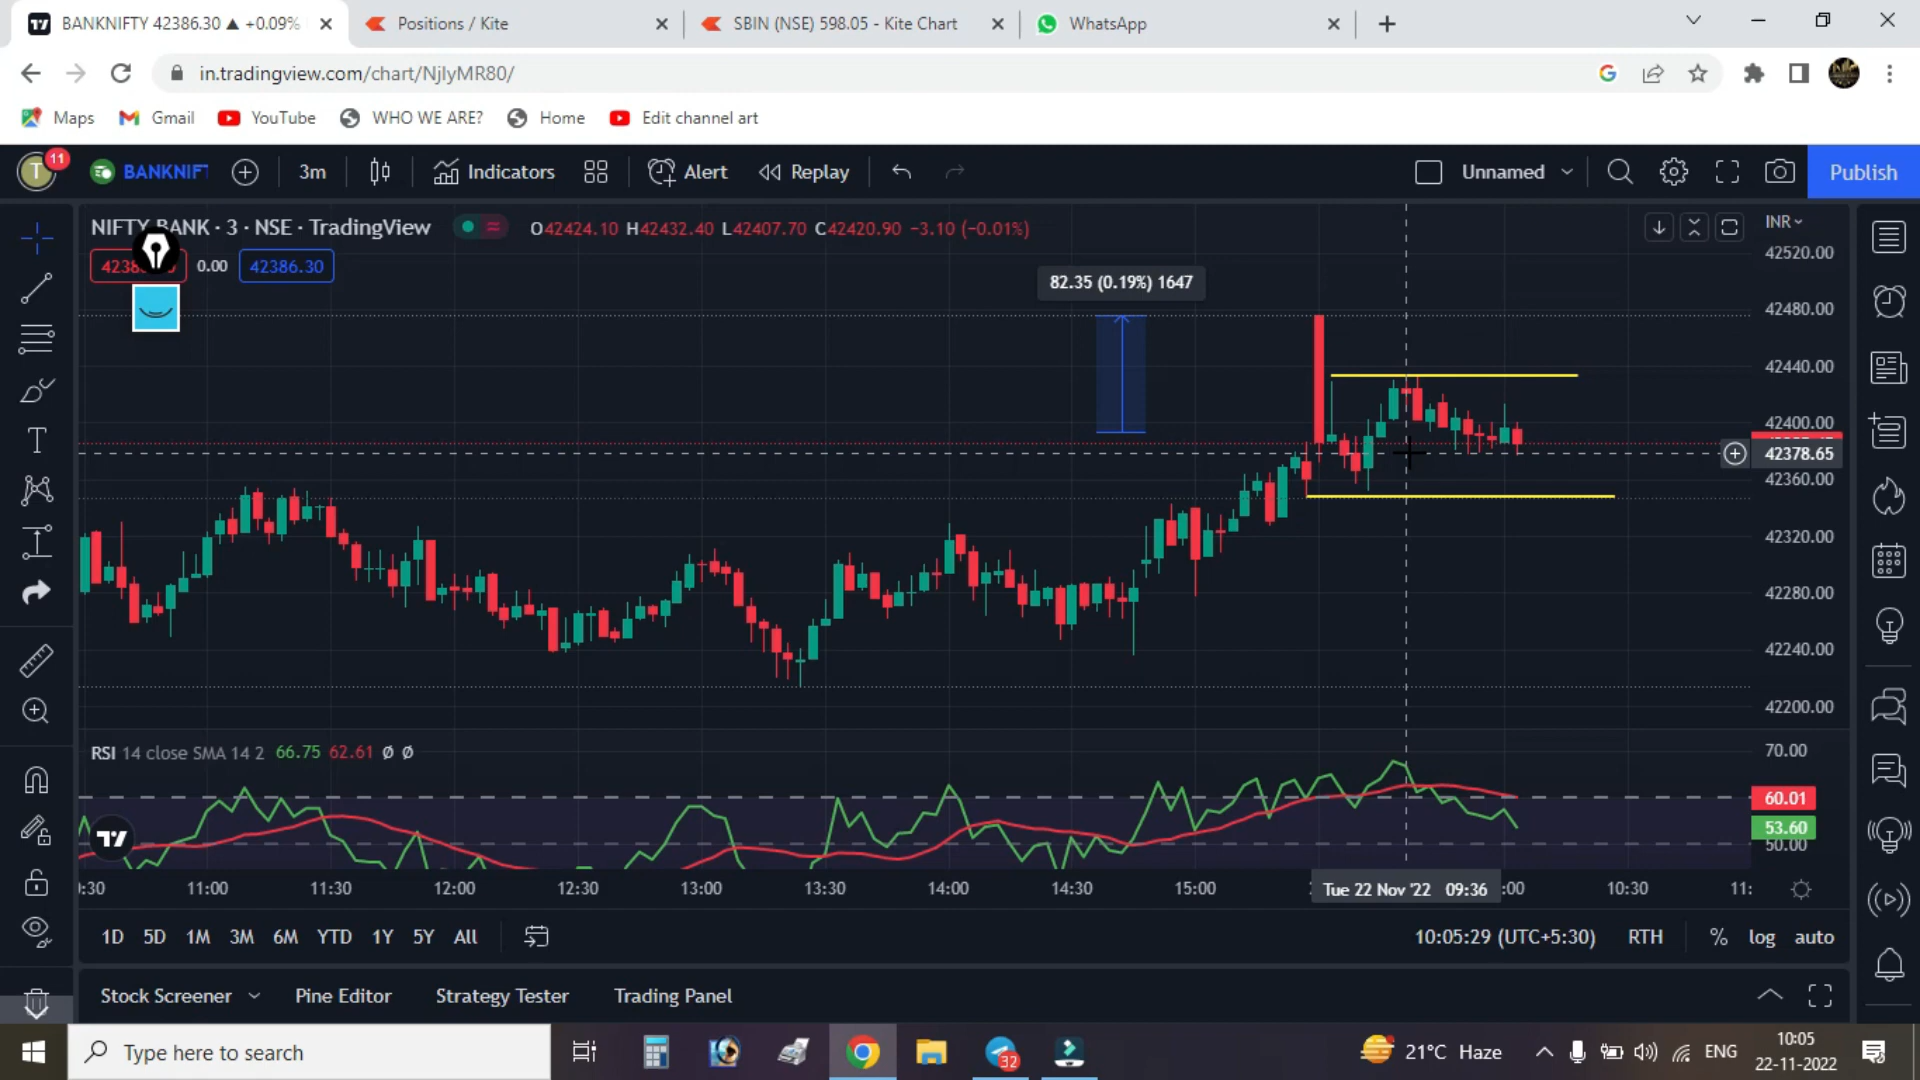 BANKNIFTY 42386.30 ▲ +0.09%
Positions / Kite
SBIN (NSE) 598.05 - Kite Chart
WhatsApp
in.tradingview.com/chart/NjlyMR80/
Maps
Gmail
YouTube
WHO WE ARE?
Home
Edit channel art
T
11
BANKNIFT
3m
Indicators
Alert
Replay
Unnamed
Publish
NIFTY BANK · 3 · NSE · TradingView
O42424.10 H42432.40 L42407.70 C42420.90 −3.10 (−0.01%)
INR
0.00
42386.30
82.35 (0.19%) 1647
42520.00
42480.00
42440.00
42400.00
42378.65
42360.00
42320.00
42280.00
42240.00
42200.00
RSI 14 close SMA 14 2 66.75 62.61 ø ø
70.00
60.01
53.60
50.00
:30
11:00
11:30
12:00
12:30
13:00
13:30
14:00
14:30
15:00
Tue 22 Nov '22 09:36
:00
10:30
11:
1D 5D 1M 3M 6M YTD 1Y 5Y All
10:05:29 (UTC+5:30) RTH % log auto
Stock Screener
Pine Editor
Strategy Tester
Trading Panel
Type here to search
32
21°C Haze
ENG
10:05
22-11-2022